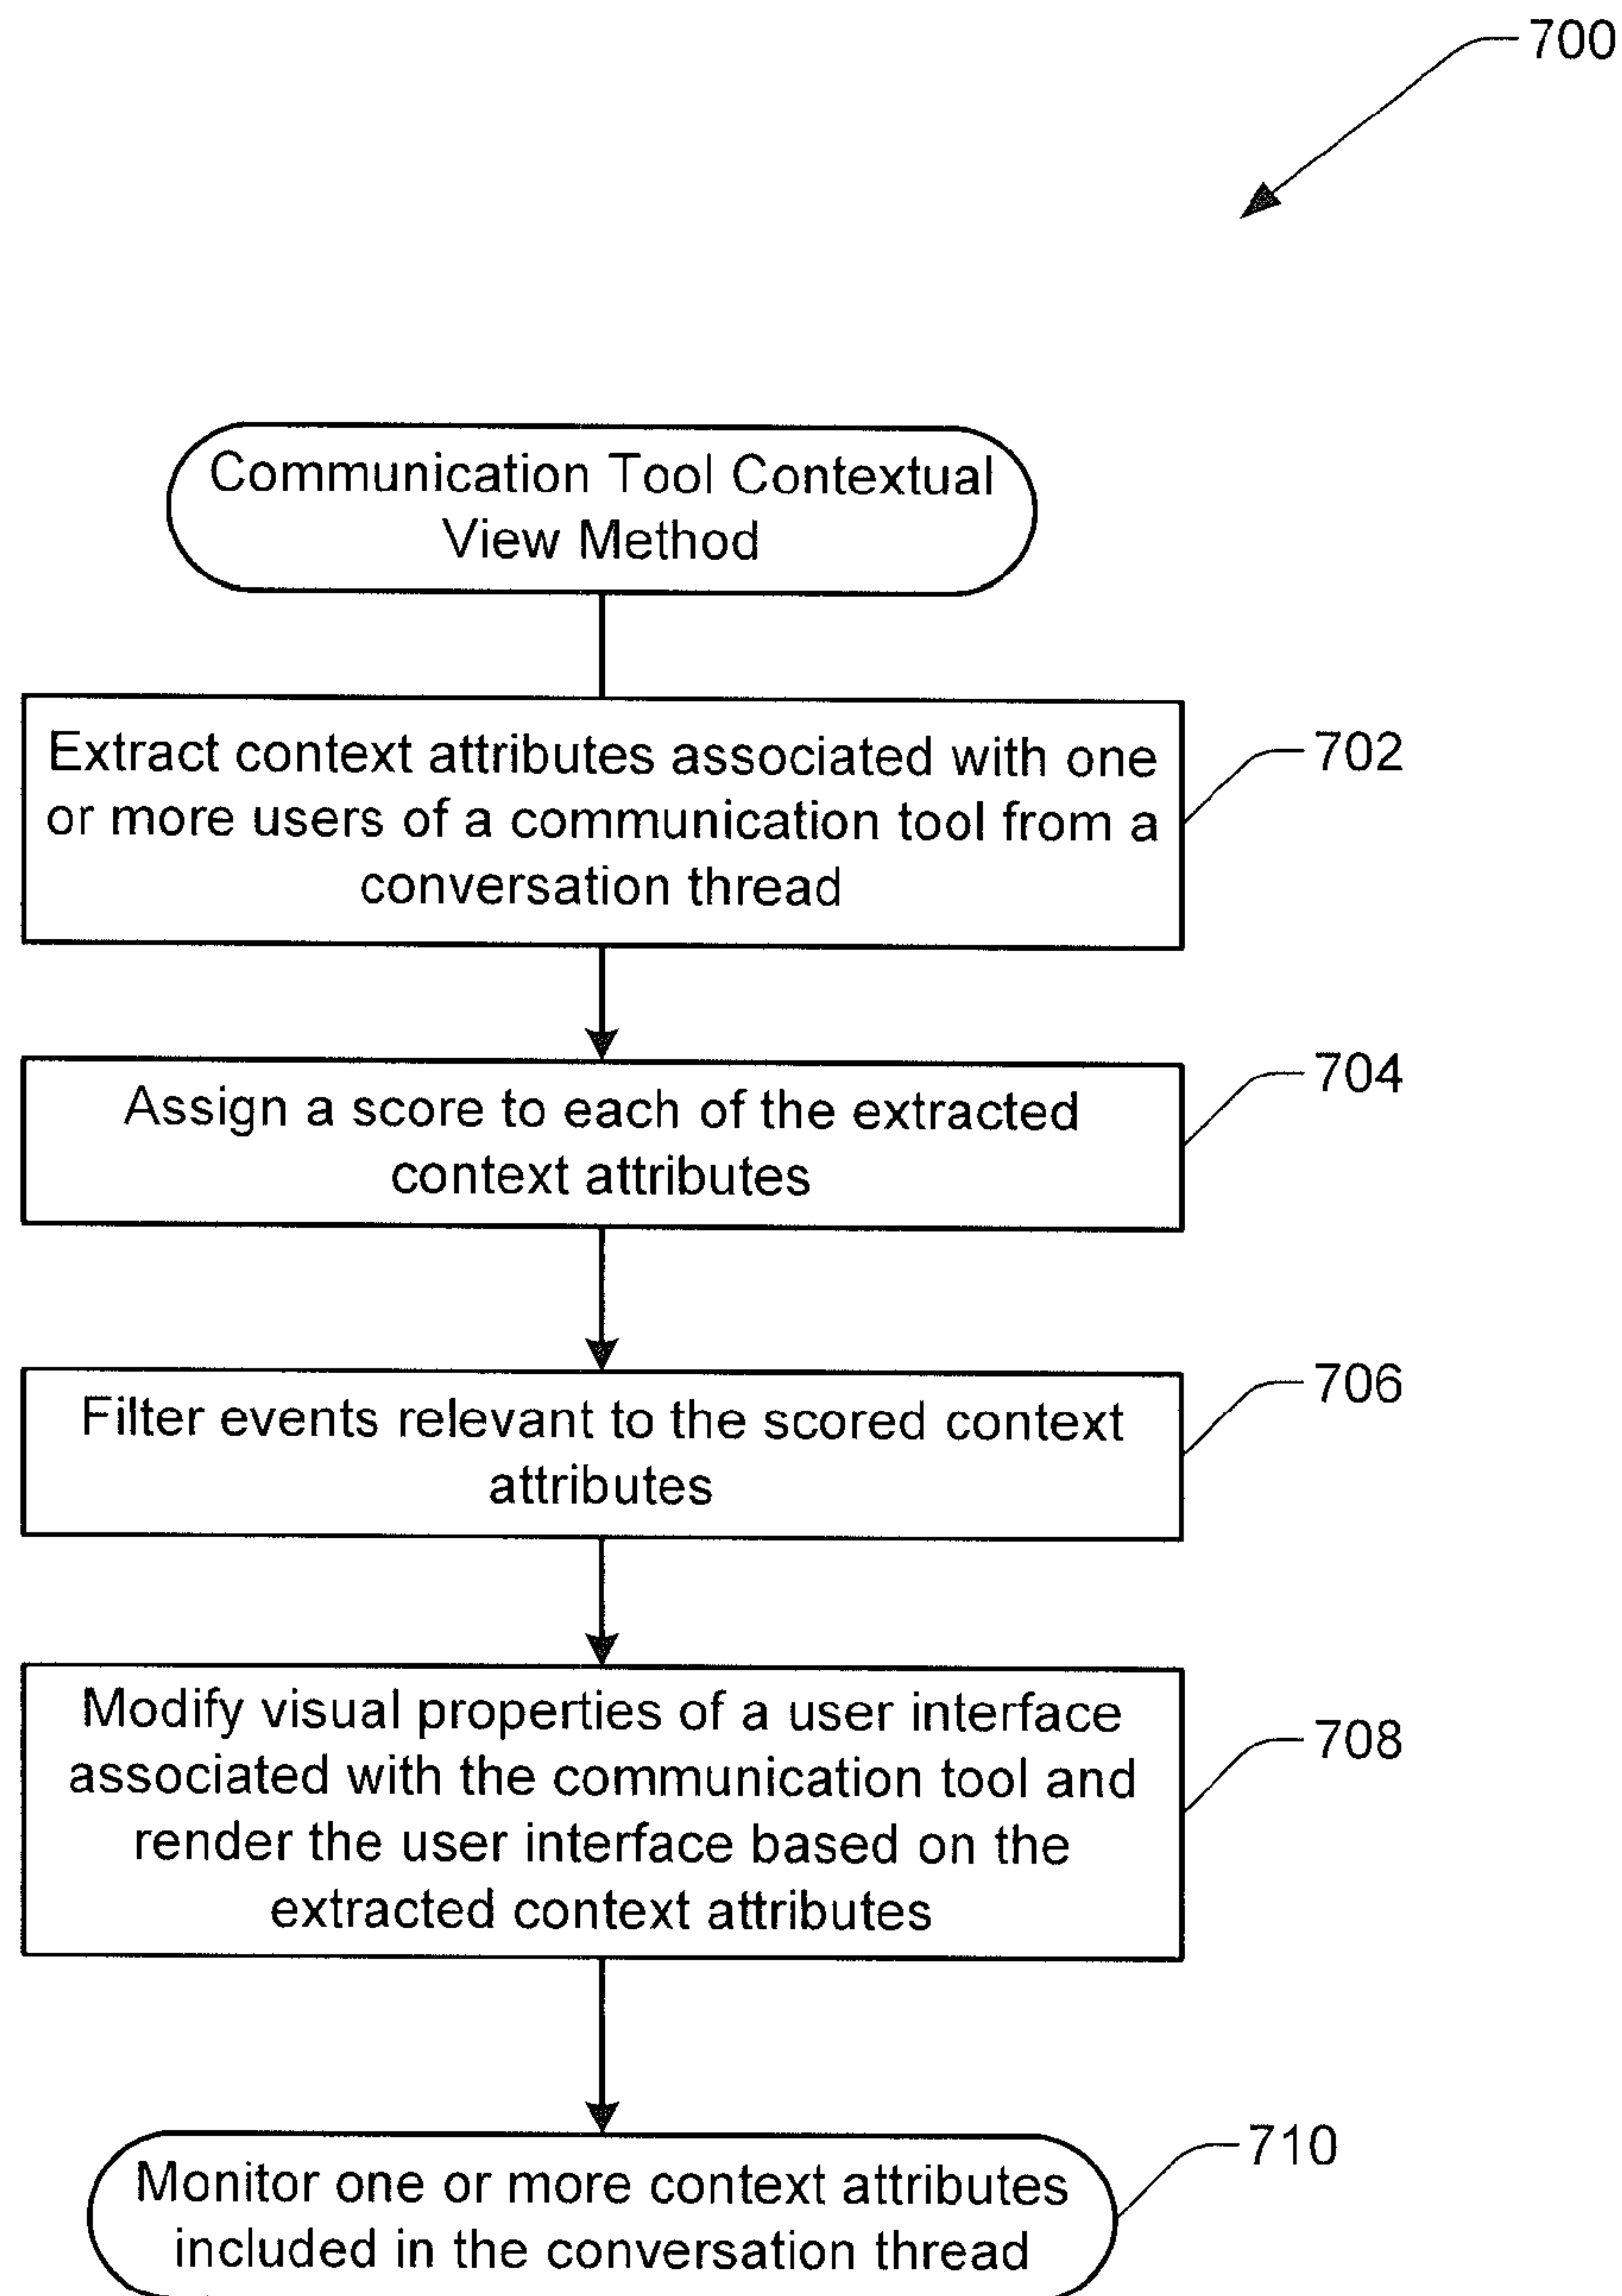 700
Communication Tool Contextual
View Method
Extract context attributes associated with one
or more users of a communication tool from a
conversation thread
702
Assign a score to each of the extracted
context attributes
704
Filter events relevant to the scored context
attributes
706
Modify visual properties of a user interface
associated with the communication tool and
render the user interface based on the
extracted context attributes
708
Monitor one or more context attributes
included in the conversation thread
710